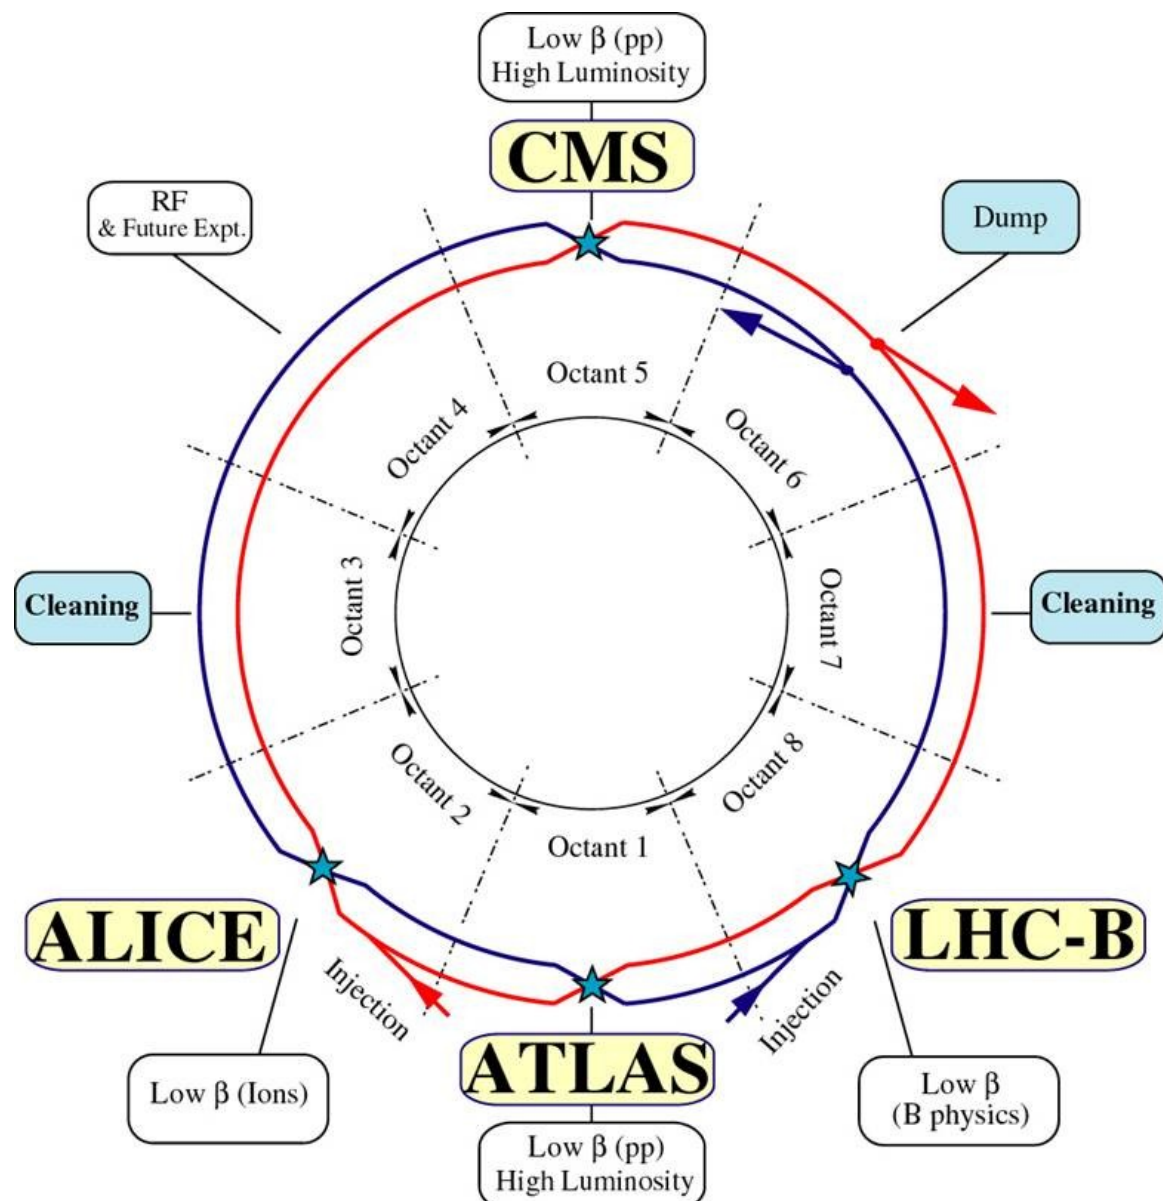 Low β (pp)
High Luminosity
CMS
RF
& Future Expt.
Dump
Octant 5
Octant 4
Octant 6
Cleaning
Octant 3
Octant 7
Cleaning
Octant 2
Octant 8
Octant 1
ALICE
LHC-B
Injection
Injection
ATLAS
Low β (Ions)
Low β
(B physics)
Low β (pp)
High Luminosity